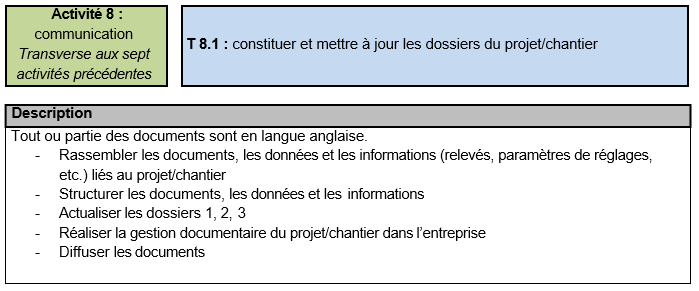 Activité 8 :
communication
Transverse aux sept
activités précédentes
T 8.1 : constituer et mettre à jour les dossiers du projet/chantier
Description
Tout ou partie des documents sont en langue anglaise.
- Rassembler les documents, les données et les informations (relevés, paramètres de réglages,
etc.) liés au projet/chantier
- Structurer les documents, les données et les informations
- Actualiser les dossiers 1, 2, 3
- Réaliser la gestion documentaire du projet/chantier dans l'entreprise
- Diffuser les documents